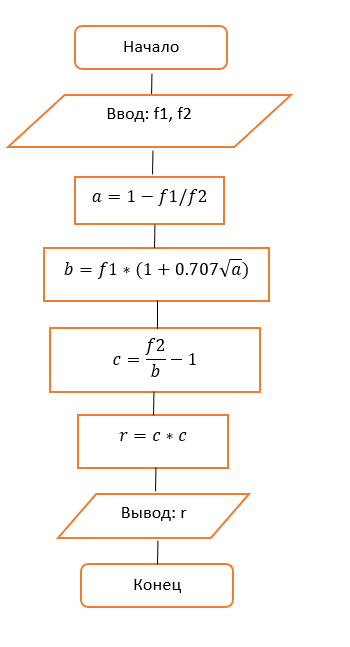 Начало
Ввод: f1, f2
a = 1 − f1/f2
b = f1 ∗ (1 + 0.707√a)
c = f2/b − 1
r = c ∗ c
Вывод: r
Конец